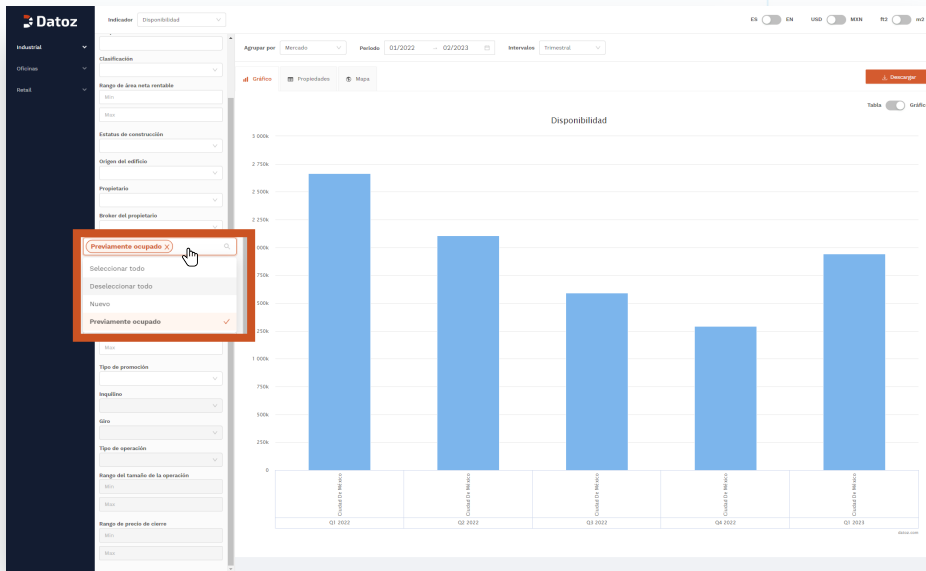 Datoz
Indicador
Disponibilidad
ES
EN
USD
MXN
ft2
m2
Industrial
Oficinas
Retail
Clasificación
Rango de área neta rentable
Min
Max
Estatus de construcción
Origen del edificio
Propietario
Broker del propietario
Previamente ocupado X
Seleccionar todo
Deseleccionar todo
Nuevo
Previamente ocupado
Max
Tipo de promoción
Inquilino
Giro
Tipo de operación
Rango del tamaño de la operación
Min
Max
Rango de precio de cierre
Min
Max
Agrupar por
Mercado
Periodo
01/2022
→
02/2023
Intervalos
Trimestral
Gráfico
Propiedades
Mapa
Descargar
Tabla
Gráfic
Disponibilidad
3 000k
2 750k
2 500k
2 250k
000k
750k
500k
250k
1 000k
750k
500k
250k
0
Ciudad De México
Ciudad De México
Ciudad De México
Ciudad De México
Ciudad De México
Q1 2022
Q2 2022
Q3 2022
Q4 2022
Q1 2023
datoz.com